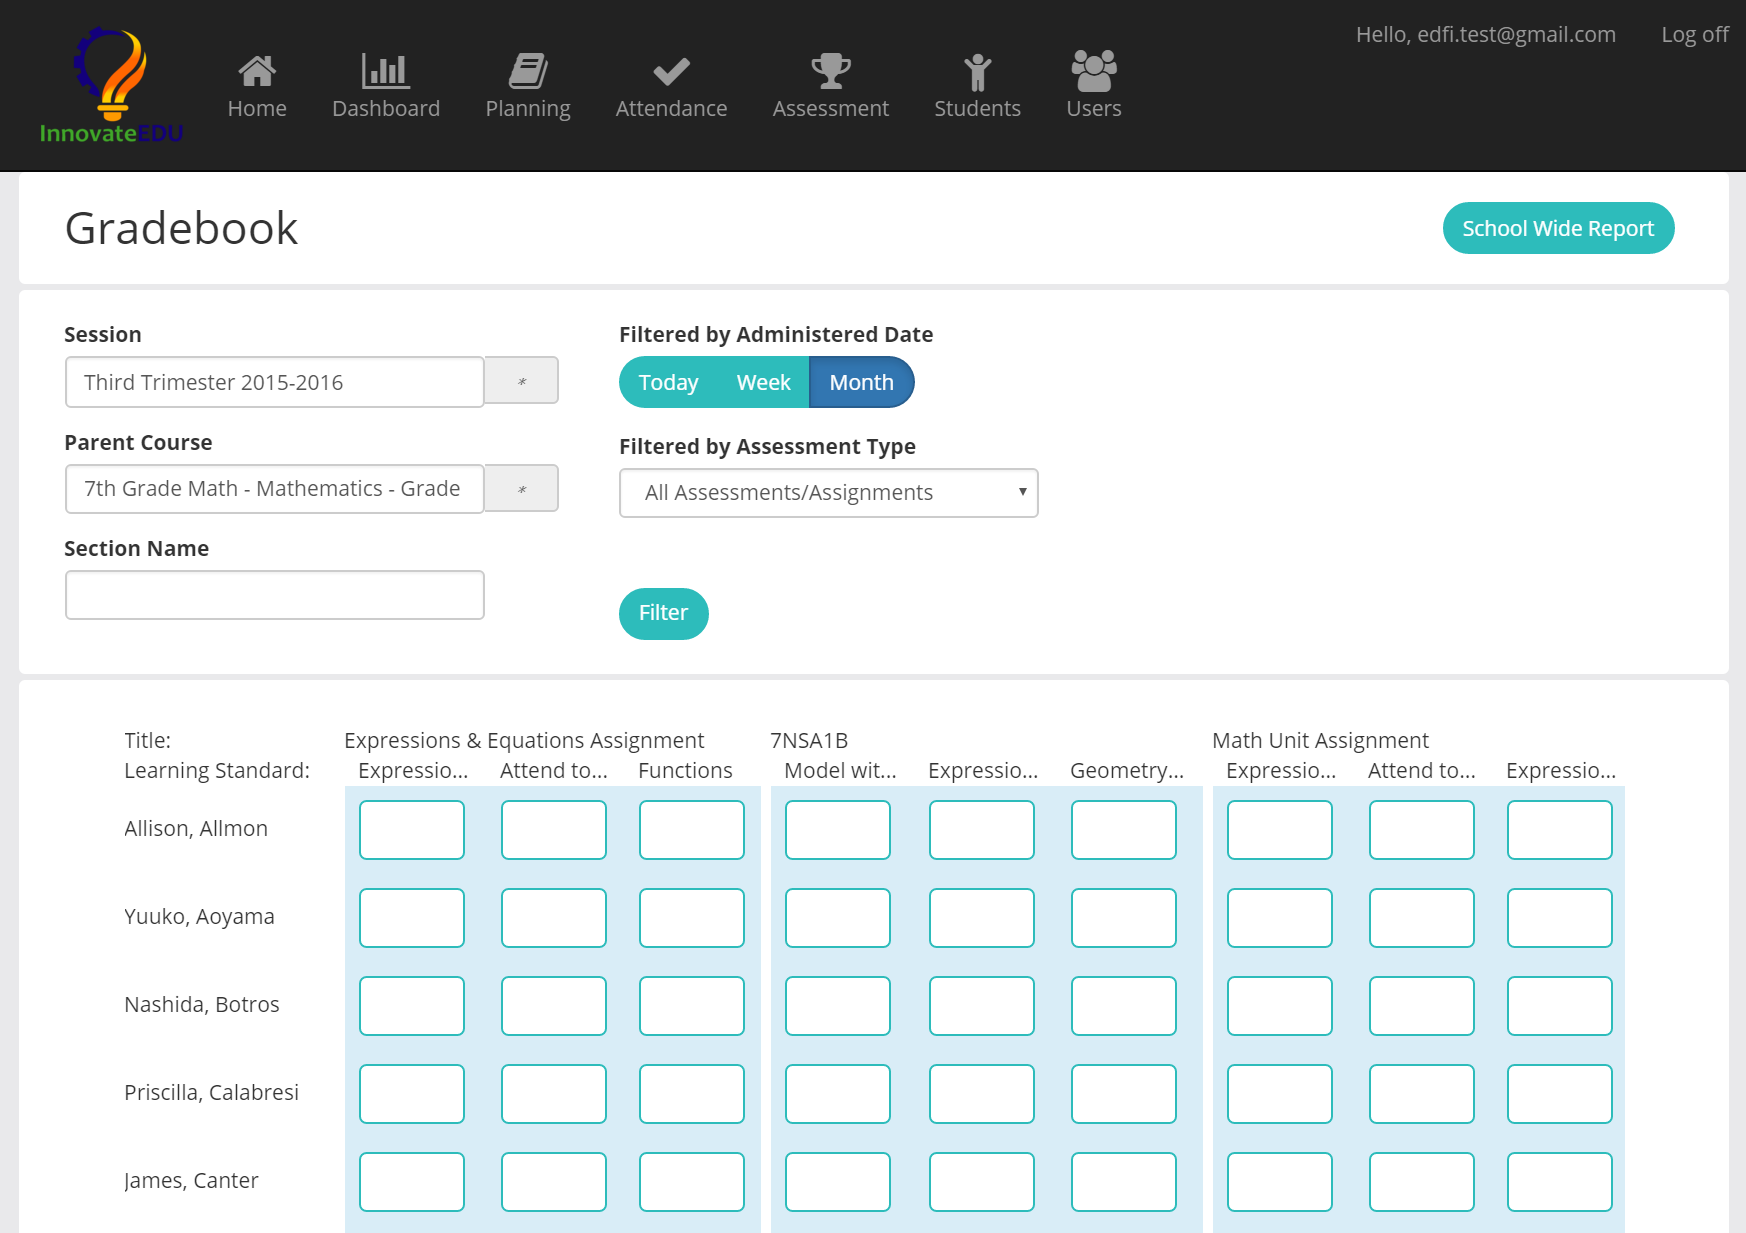 Hello, edfi.test@gmail.com Log off
InnovateEDU
Home Dashboard Planning Attendance Assessment Students Users
Gradebook
School Wide Report
Session
Third Trimester 2015-2016 *
Parent Course
7th Grade Math - Mathematics - Grade *
Section Name
Filtered by Administered Date
Today Week Month
Filtered by Assessment Type
All Assessments/Assignments
Filter
Title: Expressions & Equations Assignment 7NSA1B Math Unit Assignment
Learning Standard: Expressio... Attend to... Functions Model wit... Expressio... Geometry... Expressio... Attend to... Expressio...
Allison, Allmon
Yuuko, Aoyama
Nashida, Botros
Priscilla, Calabresi
James, Canter